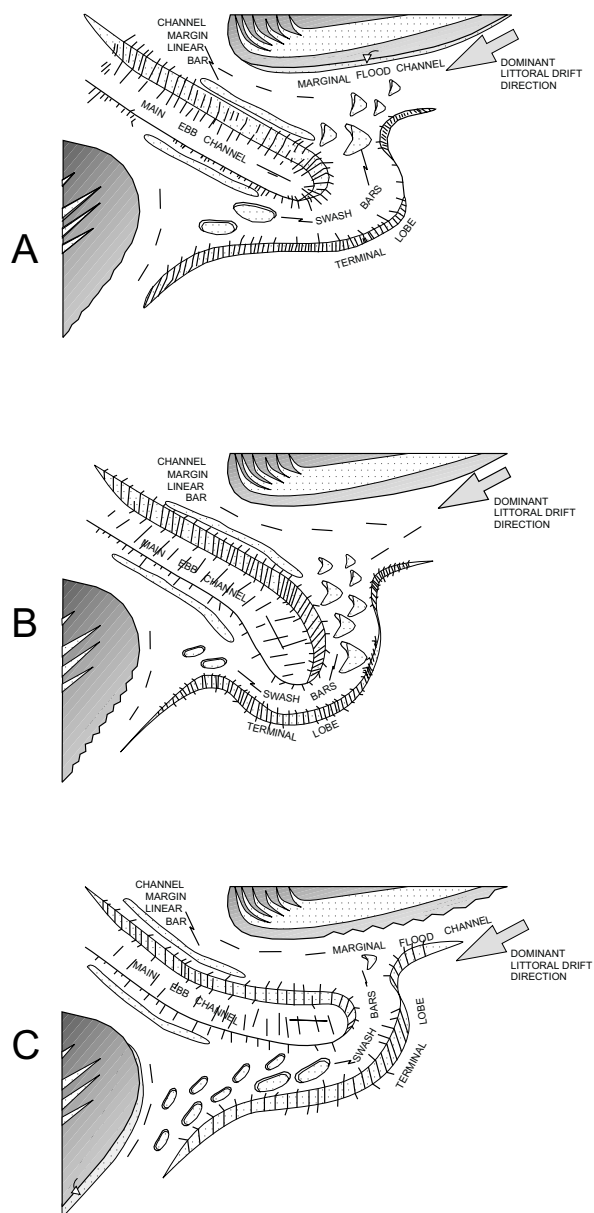 CHANNEL
MARGIN
LINEAR
BAR
MARGINAL FLOOD CHANNEL
DOMINANT
LITTORAL DRIFT
DIRECTION
MAIN EBB CHANNEL
SWASH BARS
TERMINAL LOBE
A
CHANNEL
MARGIN
LINEAR
BAR
DOMINANT
LITTORAL DRIFT
DIRECTION
MAIN EBB CHANNEL
SWASH BARS
TERMINAL LOBE
B
CHANNEL
MARGIN
LINEAR
BAR
MARGINAL FLOOD CHANNEL
DOMINANT
LITTORAL DRIFT
DIRECTION
MAIN EBB CHANNEL
SWASH BARS
TERMINAL LOBE
C